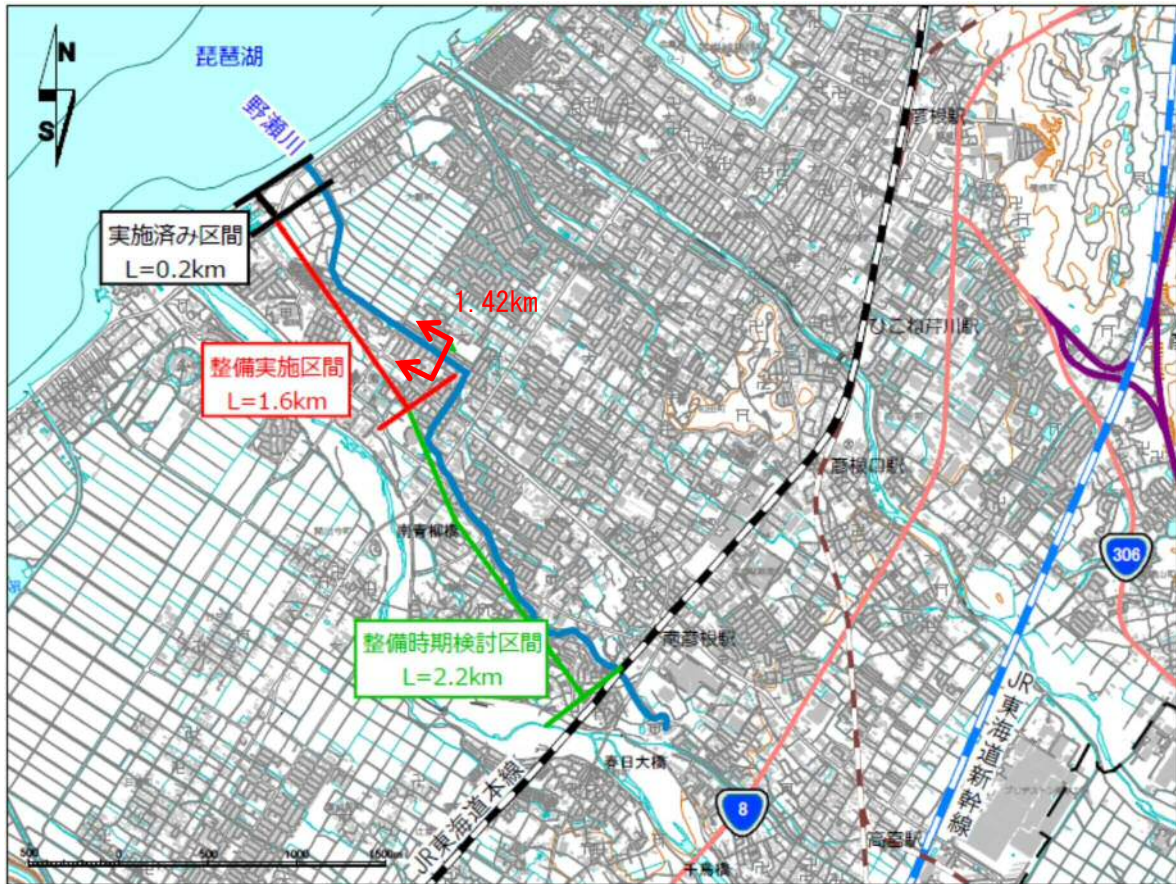 N
S
琵琶湖
野瀬川
彦根駅
実施済み区間
L=0.2km
1.42km
ひこね芹川駅
整備実施区間
L=1.6km
彦根口駅
南青柳橋
306
整備時期検討区間
L=2.2km
南彦根駅
JR東海道新幹線
春日大橋
JR東海道本線
8
高宮駅
千鳥橋
500
0
500
1000
1500